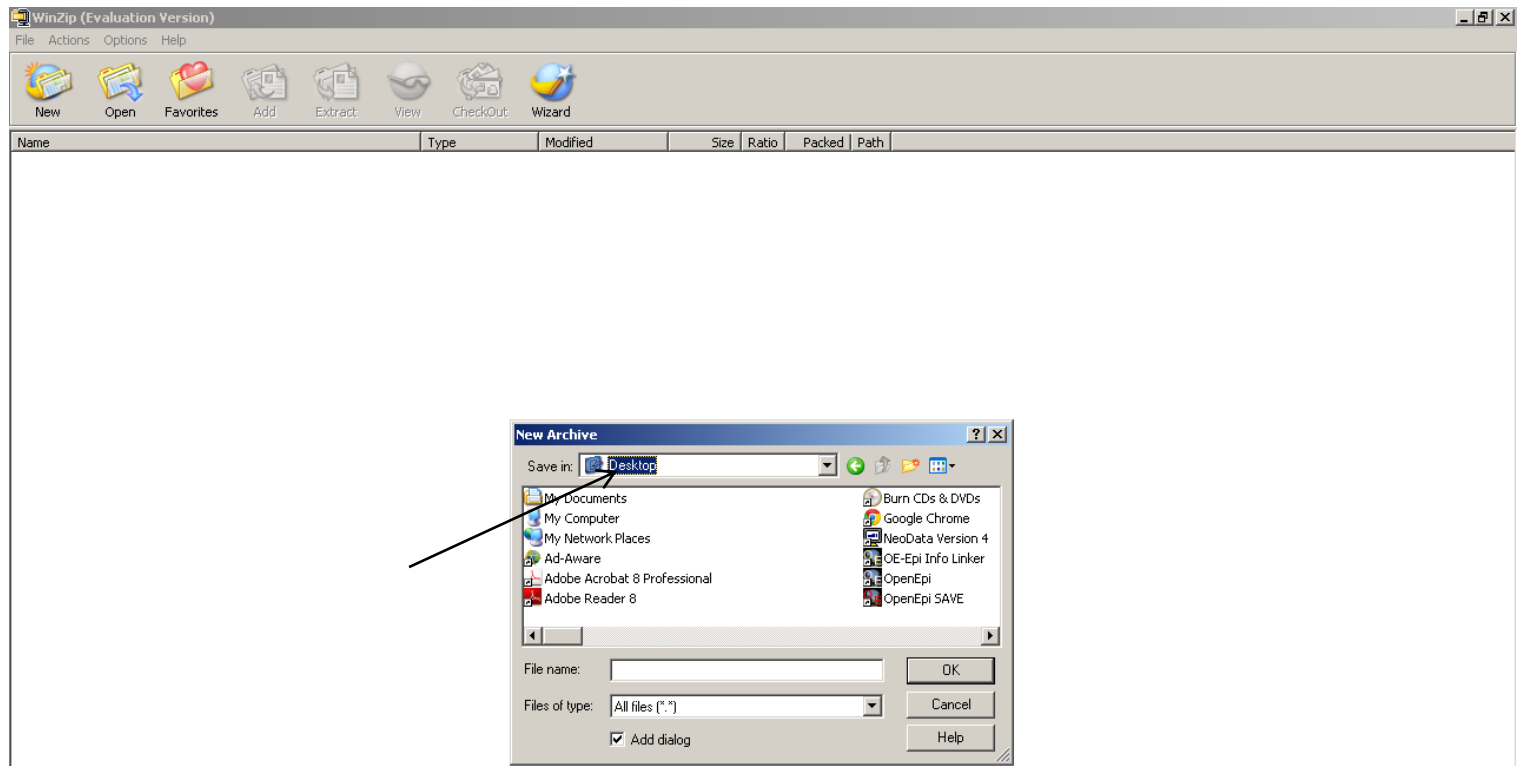 WinZip (Evaluation Version)
File Actions Options Help
New Open Favorites Add Extract View CheckOut Wizard
Name Type Modified Size Ratio Packed Path
New Archive
Save in: Desktop
My Documents Burn CDs & DVDs
My Computer Google Chrome
My Network Places NeoData Version 4
Ad-Aware OE-Epi Info Linker
Adobe Acrobat 8 Professional OpenEpi
Adobe Reader 8 OpenEpi SAVE
File name: OK
Files of type: All files (*.*) Cancel
Add dialog Help